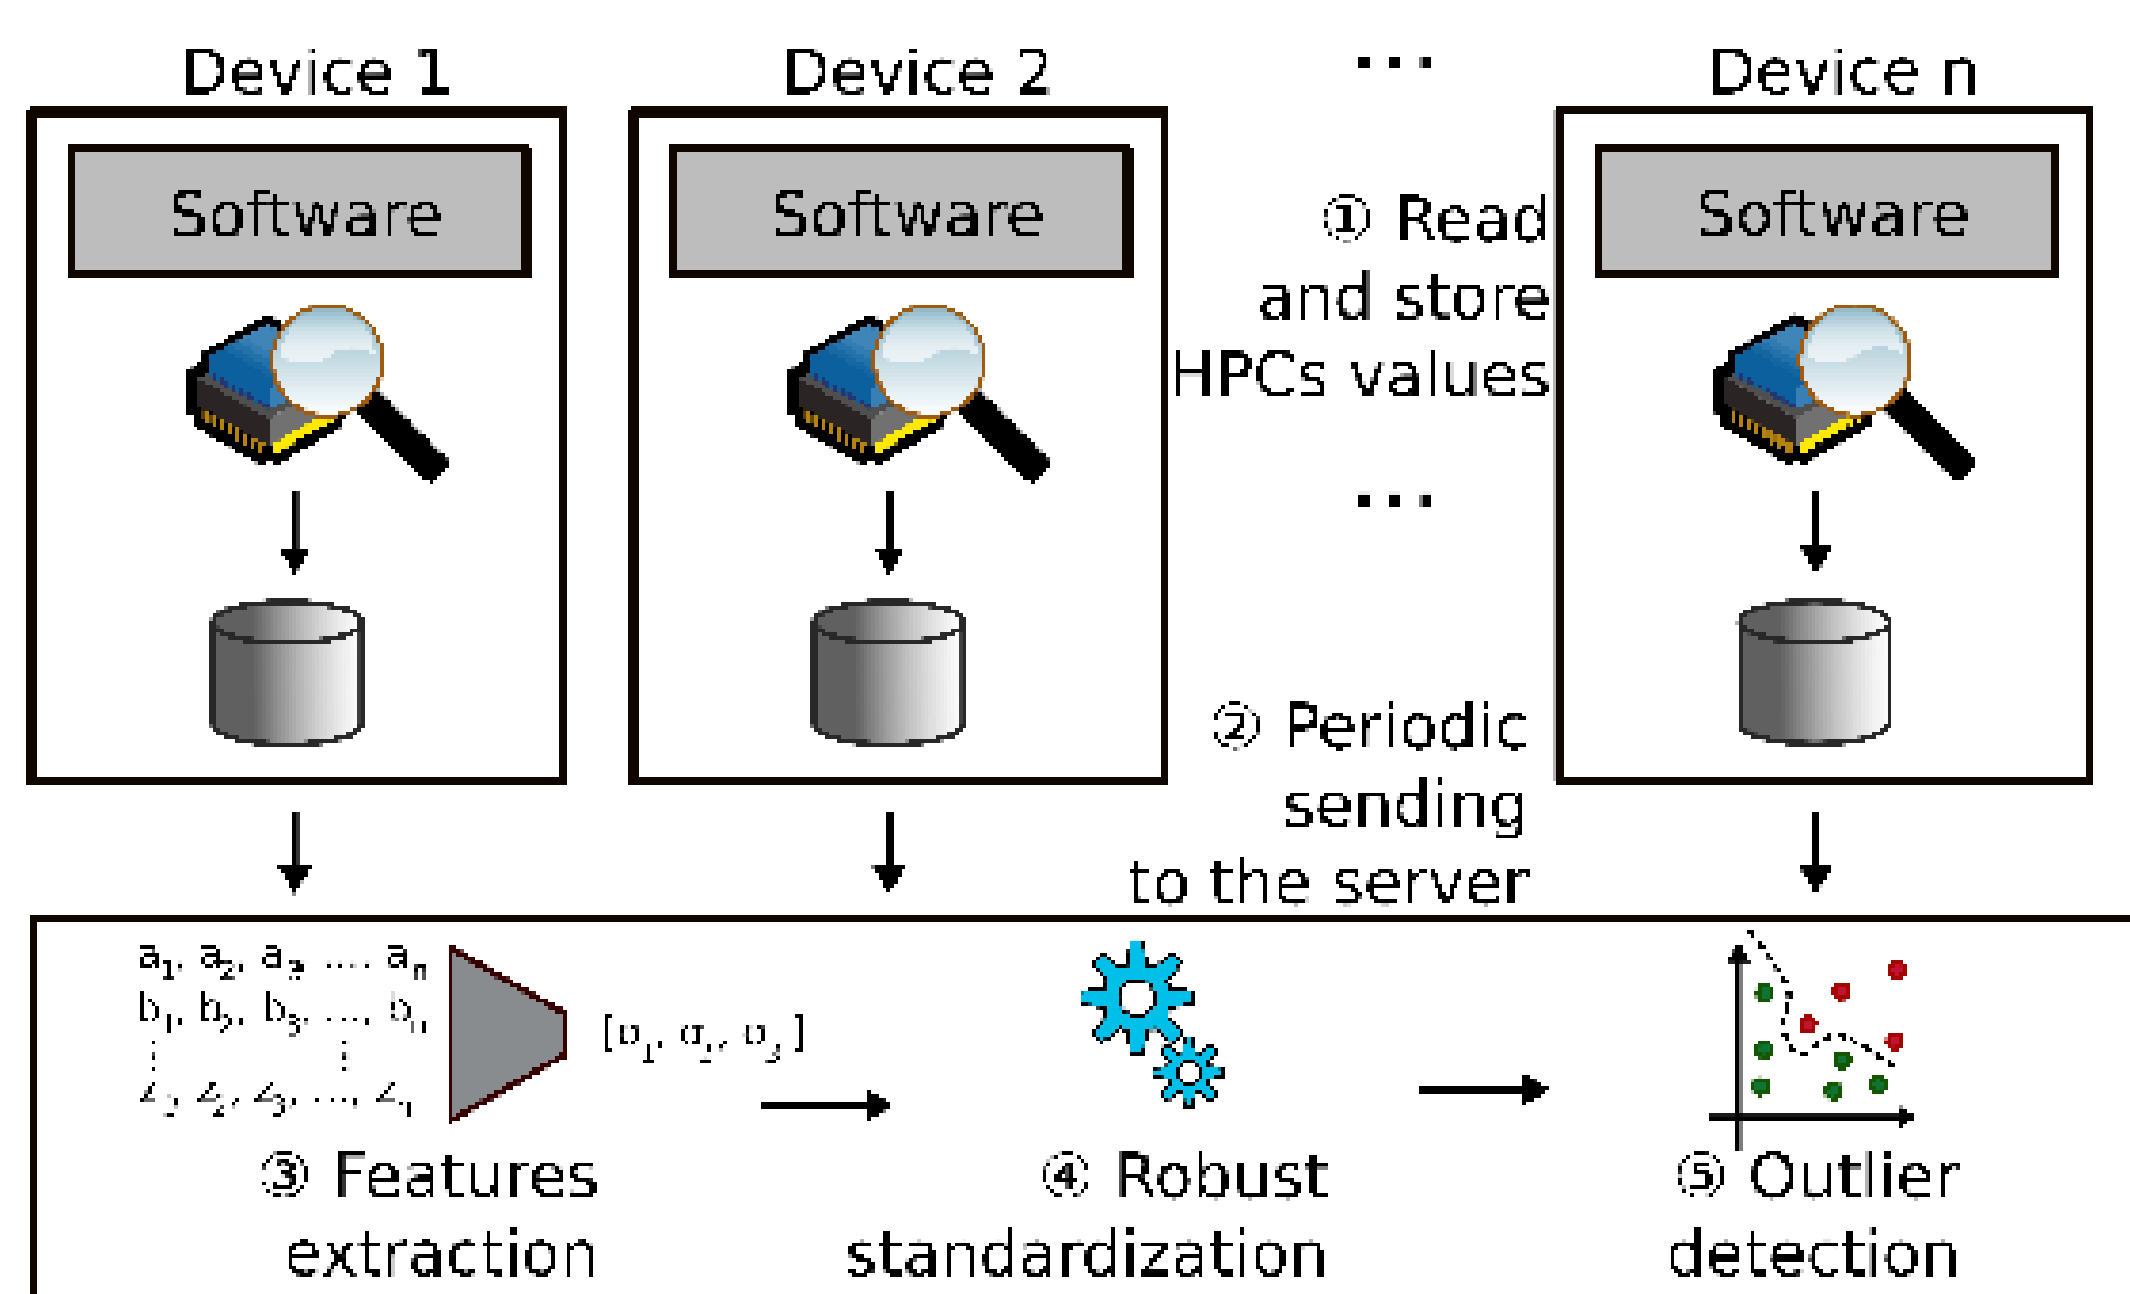 Device 1
Device 2
...
Device n
Software
Software
Software
① Read
and store
HPCs values
...
② Periodic
sending
to the server
a1, a2, a3, ...., an
b1, b2, b3, ..., bn
③ Features
extraction
④ Robust
standardization
⑤ Outlier
detection